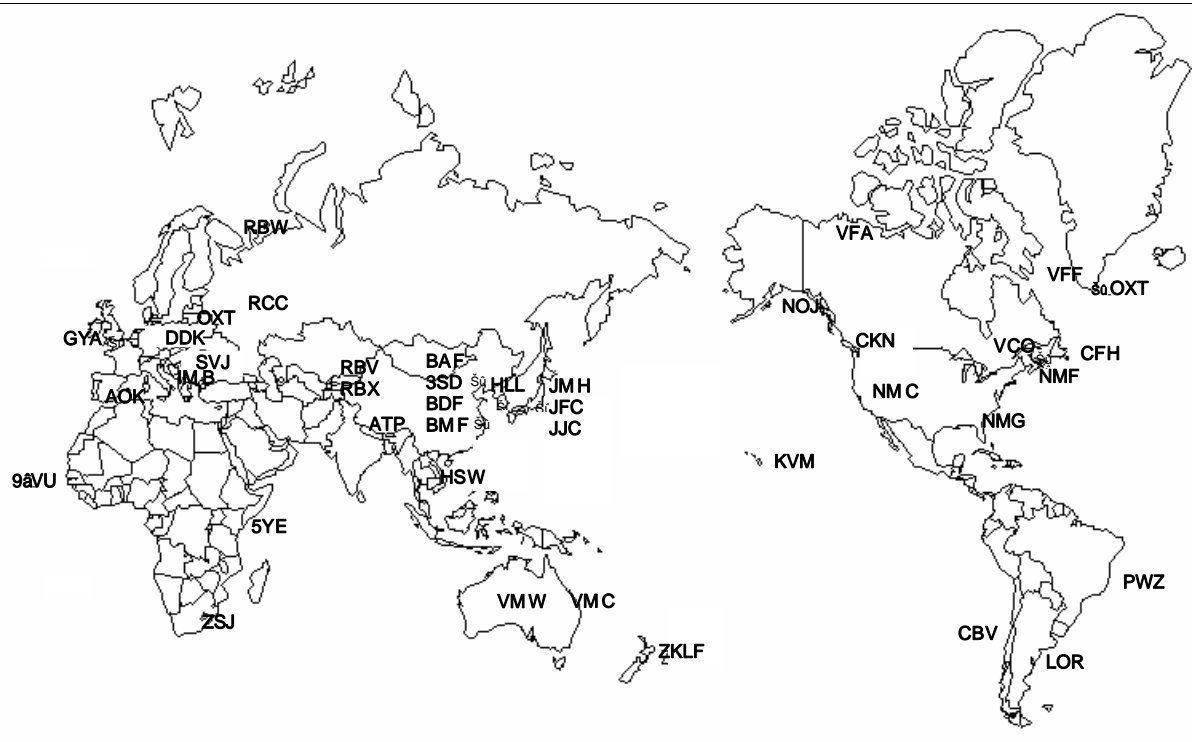 RBW
VFA
VFF
OXT
RCC
NOJ
OXT
GYA
DDK
CKN
VCO
CFH
SVJ
BAF
RBV
IMB
3SD
HLL
JMH
NMF
RBX
NMC
AOK
BDF
JFC
BMF
ATP
JJC
NMG
KVM
9âVU
HSW
5YE
PWZ
VMW
VMC
ZSJ
CBV
ZKLF
LOR